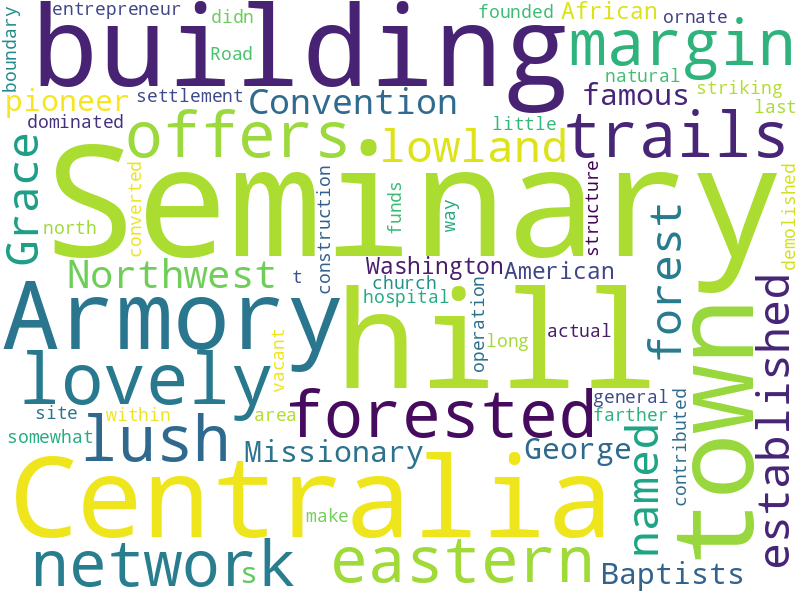 boundary
entrepreneur
didn
founded
African
ornate
building
Road
margin
natural
striking
pioneer
settlement
Convention
famous
last
dominated
offers
little
trails
lowland
Grace
converted
Seminary
construction
funds
way
structure
demolished
north
Northwest
t
Washington
American
forest
church
hospital
operation
Armory
hill
long
actual
town
established
lovely
vacant
forested
general
site
within
area
farther
contributed
somewhat
lush
Missionary
George
named
Centralia
make
network
s
eastern
Baptists